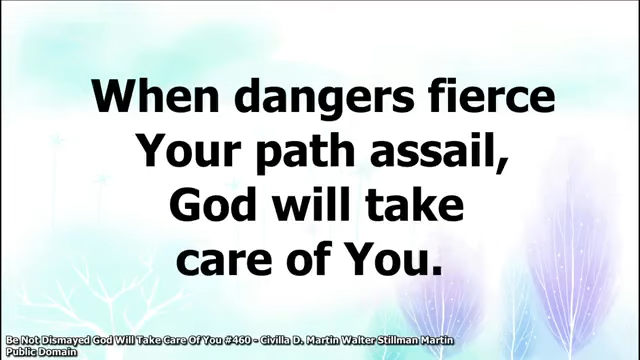 When dangers fierce
Your path assail,
God will take
care of You.
Be Not Dismayed God Will Take Care Of You #460 - Civilla D. Martin Walter Stillman Martin
Public Domain